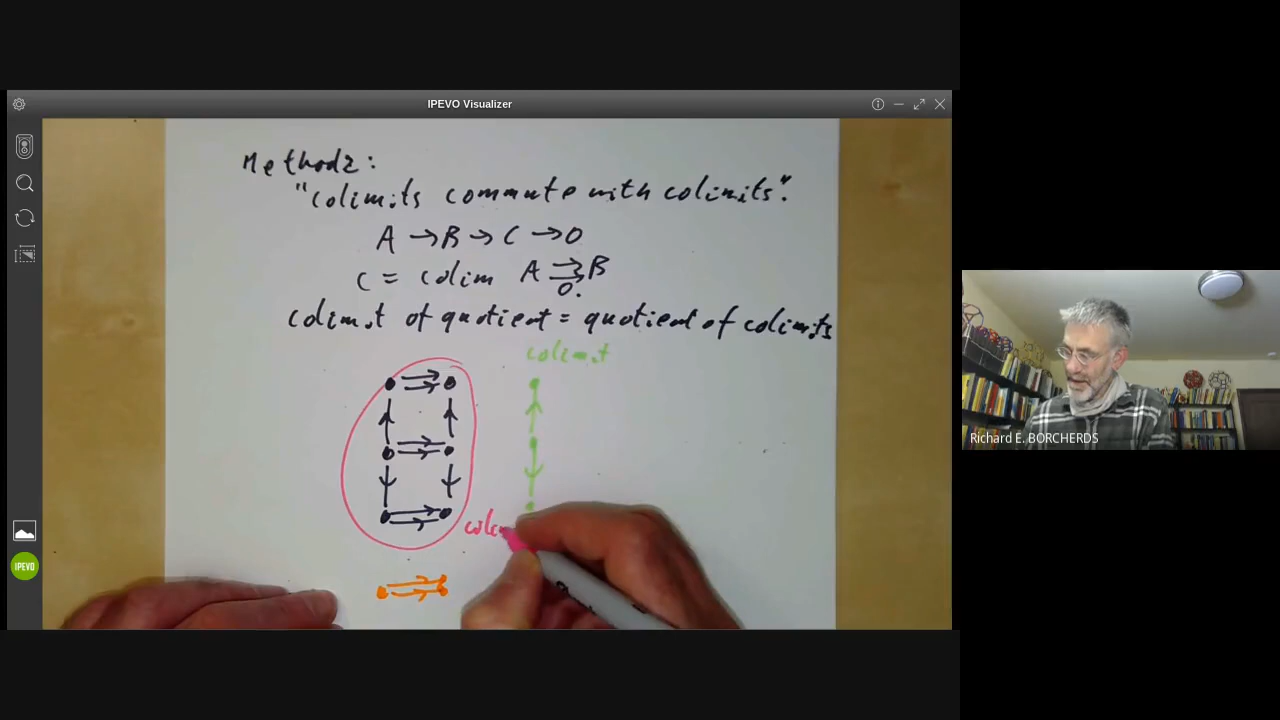 IPEVO Visualizer
Method 2:
"colimits commute with colimits".
A → B → C → 0
C = colim A ⇉ B
0.
colimit of quotient = quotient of colimits
colimit
coli
Richard E. BORCHERDS
IPEVO